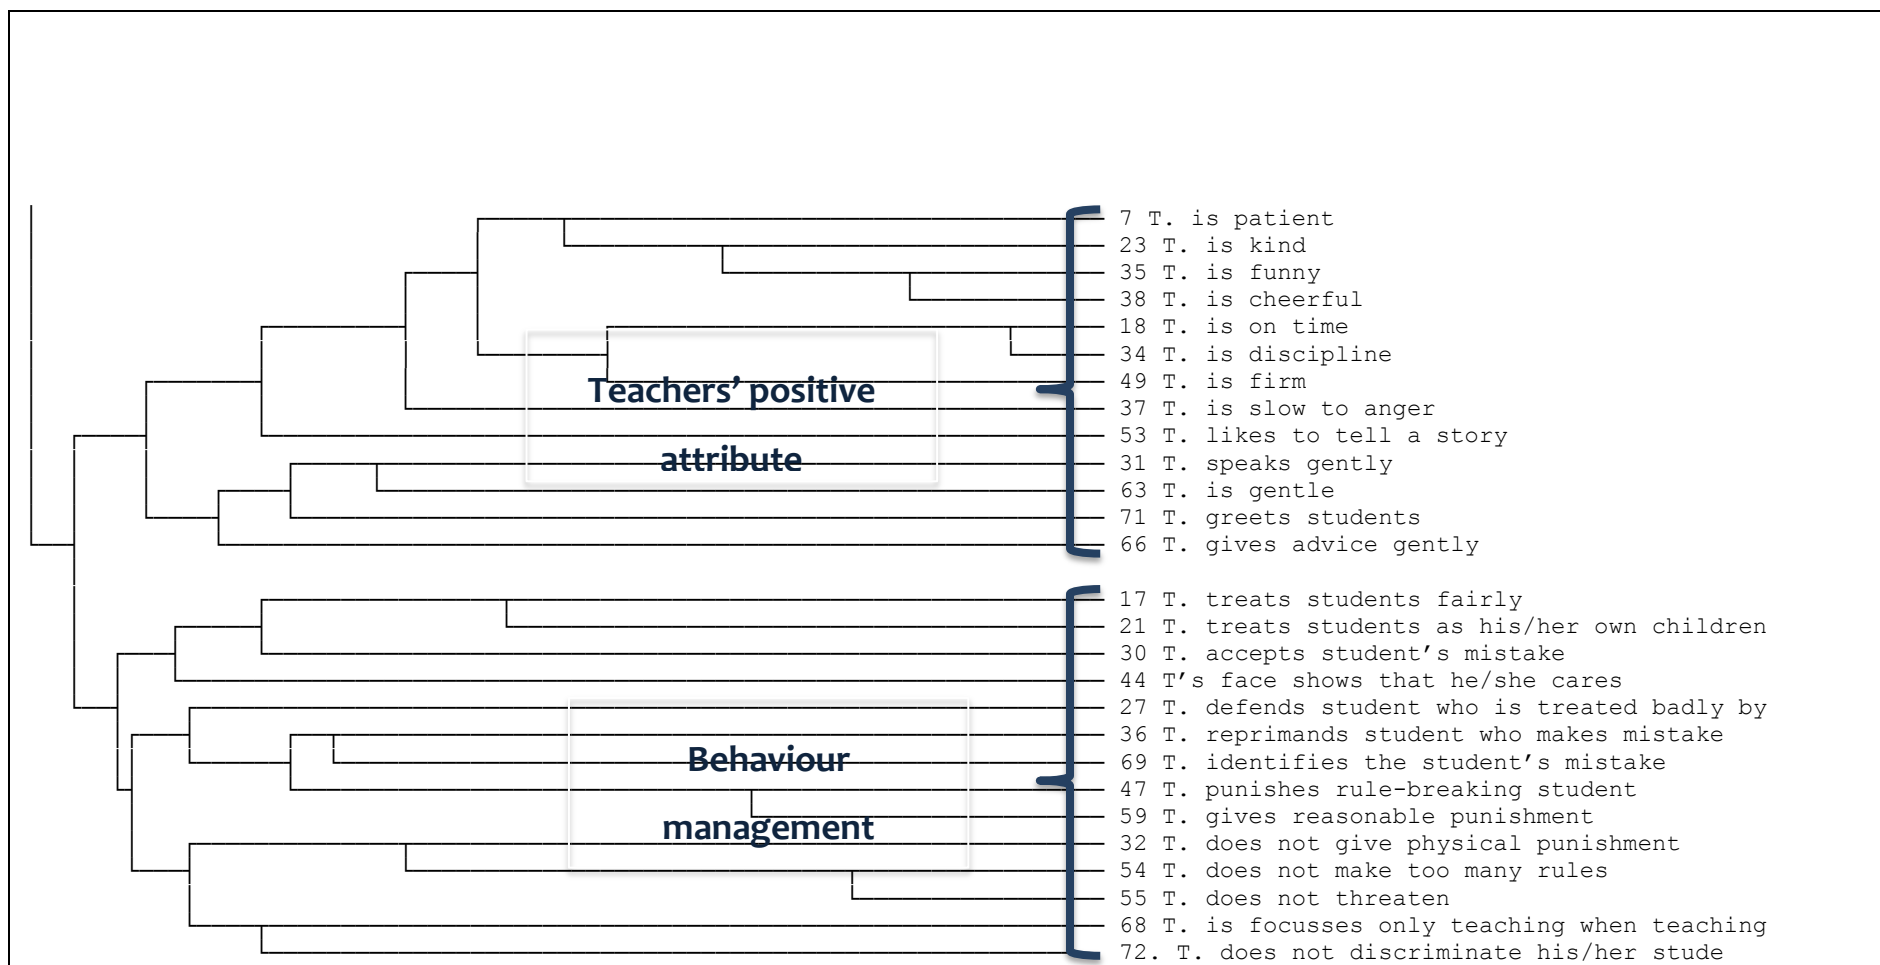 7 T. is patient
23 T. is kind
35 T. is funny
38 T. is cheerful
18 T. is on time
34 T. is discipline
49 T. is firm
37 T. is slow to anger
53 T. likes to tell a story
31 T. speaks gently
63 T. is gentle
71 T. greets students
66 T. gives advice gently
Teachers’ positive
attribute
17 T. treats students fairly
21 T. treats students as his/her own children
30 T. accepts student’s mistake
44 T’s face shows that he/she cares
27 T. defends student who is treated badly by
36 T. reprimands student who makes mistake
69 T. identifies the student’s mistake
47 T. punishes rule-breaking student
59 T. gives reasonable punishment
32 T. does not give physical punishment
54 T. does not make too many rules
55 T. does not threaten
68 T. is focusses only teaching when teaching
72. T. does not discriminate his/her stude
Behaviour
management